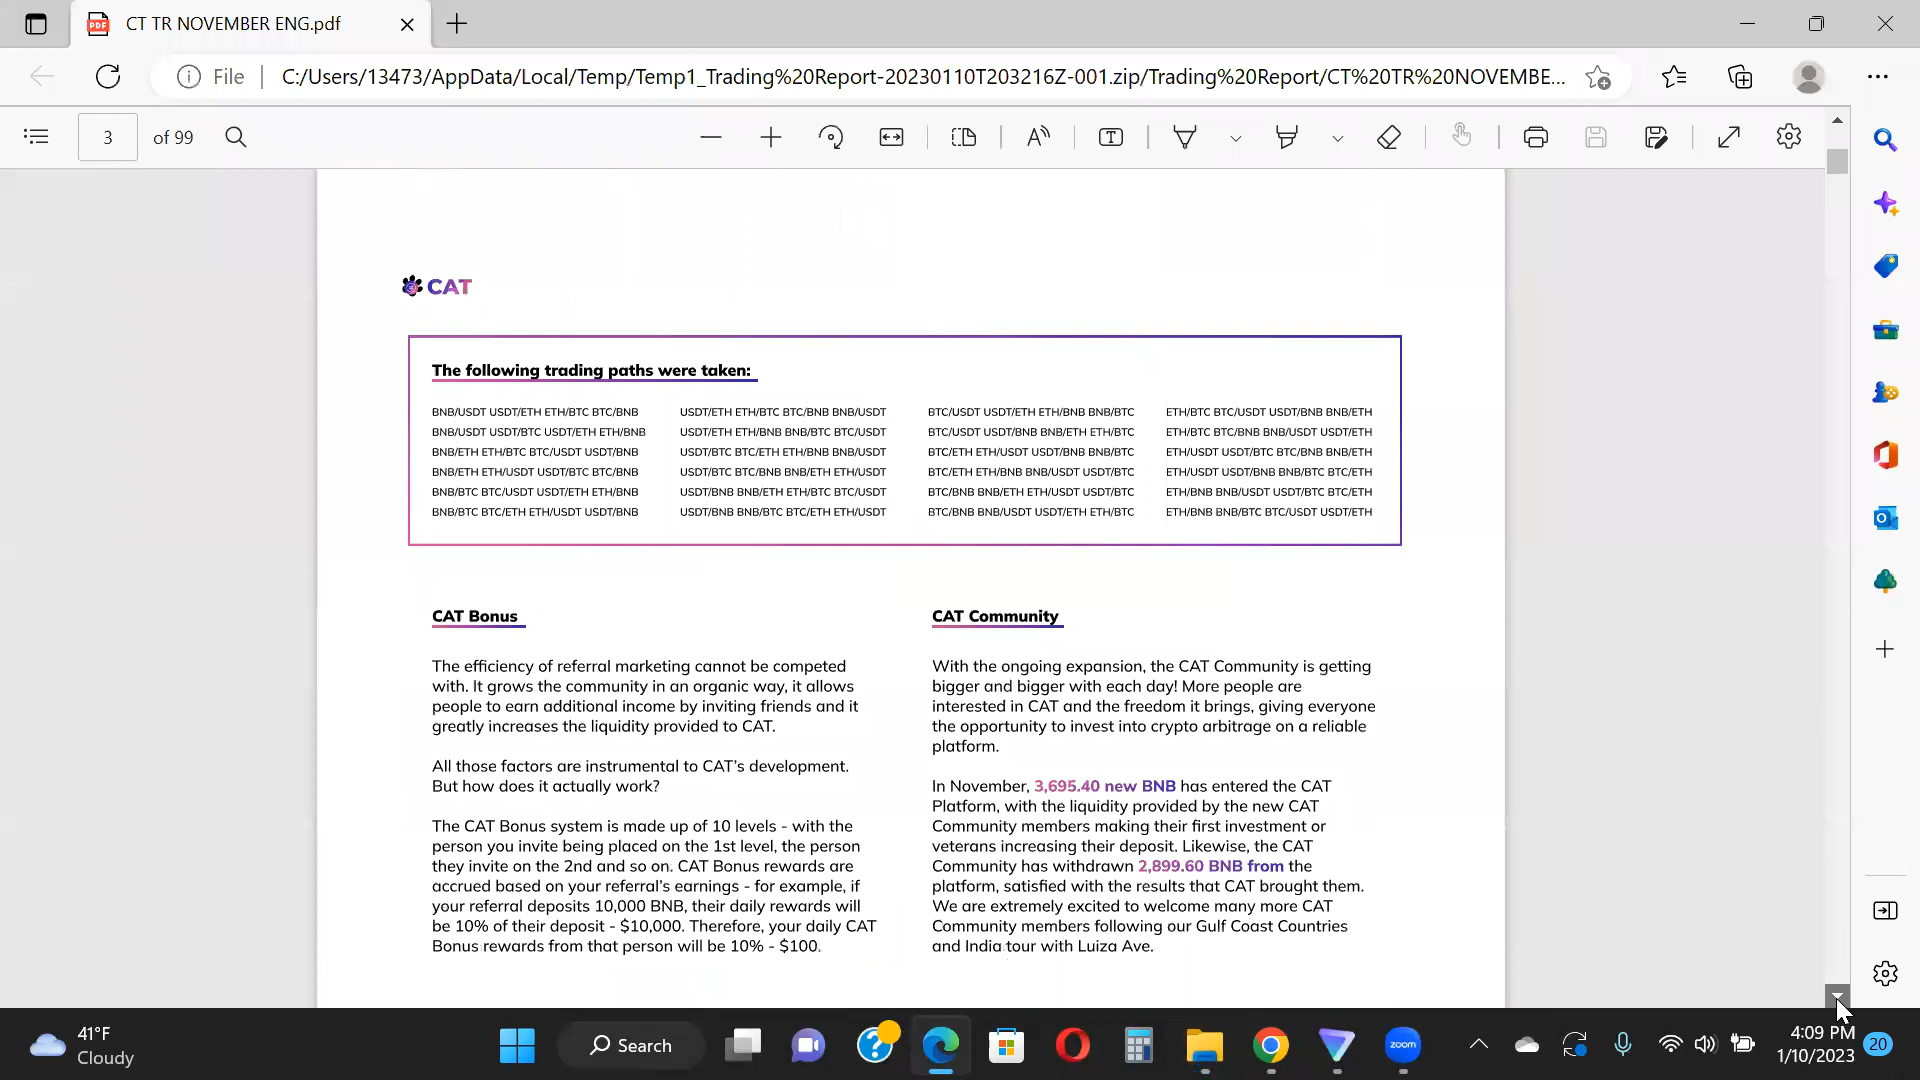 CT TR NOVEMBER ENG.pdf
File
C:/Users/13473/AppData/Local/Temp/Temp1_Trading%20Report-20230110T203216Z-001.zip/Trading%20Report/CT%20TR%20NOVEMBE...
3 of 99
CAT
The following trading paths were taken:
BNB/USDT USDT/ETH ETH/BTC BTC/BNB
BNB/USDT USDT/BTC USDT/ETH ETH/BNB
BNB/ETH ETH/BTC BTC/USDT USDT/BNB
BNB/ETH ETH/USDT USDT/BTC BTC/BNB
BNB/BTC BTC/USDT USDT/ETH ETH/BNB
BNB/BTC BTC/ETH ETH/USDT USDT/BNB
USDT/ETH ETH/BTC BTC/BNB BNB/USDT
USDT/ETH ETH/BNB BNB/BTC BTC/USDT
USDT/BTC BTC/ETH ETH/BNB BNB/USDT
USDT/BTC BTC/BNB BNB/ETH ETH/USDT
USDT/BNB BNB/ETH ETH/BTC BTC/USDT
USDT/BNB BNB/BTC BTC/ETH ETH/USDT
BTC/USDT USDT/ETH ETH/BNB BNB/BTC
BTC/USDT USDT/BNB BNB/ETH ETH/BTC
BTC/ETH ETH/USDT USDT/BNB BNB/BTC
BTC/ETH ETH/BNB BNB/USDT USDT/BTC
BTC/BNB BNB/ETH ETH/USDT USDT/BTC
BTC/BNB BNB/USDT USDT/ETH ETH/BTC
ETH/BTC BTC/USDT USDT/BNB BNB/ETH
ETH/BTC BTC/BNB BNB/USDT USDT/ETH
ETH/USDT USDT/BTC BTC/BNB BNB/ETH
ETH/USDT USDT/BNB BNB/BTC BTC/ETH
ETH/BNB BNB/USDT USDT/BTC BTC/ETH
ETH/BNB BNB/BTC BTC/USDT USDT/ETH
CAT Bonus
The efficiency of referral marketing cannot be competed
with. It grows the community in an organic way, it allows
people to earn additional income by inviting friends and it
greatly increases the liquidity provided to CAT.
All those factors are instrumental to CAT's development.
But how does it actually work?
The CAT Bonus system is made up of 10 levels - with the
person you invite being placed on the 1st level, the person
they invite on the 2nd and so on. CAT Bonus rewards are
accrued based on your referral's earnings - for example, if
your referral deposits 10,000 BNB, their daily rewards will
be 10% of their deposit - $10,000. Therefore, your daily CAT
Bonus rewards from that person will be 10% - $100.
CAT Community
With the ongoing expansion, the CAT Community is getting
bigger and bigger with each day! More people are
interested in CAT and the freedom it brings, giving everyone
the opportunity to invest into crypto arbitrage on a reliable
platform.
In November, 3,695.40 new BNB has entered the CAT
Platform, with the liquidity provided by the new CAT
Community members making their first investment or
veterans increasing their deposit. Likewise, the CAT
Community has withdrawn 2,899.60 BNB from the
platform, satisfied with the results that CAT brought them.
We are extremely excited to welcome many more CAT
Community members following our Gulf Coast Countries
and India tour with Luiza Ave.
41°F
Cloudy
Search
zoom
4:09 PM
1/10/2023
20